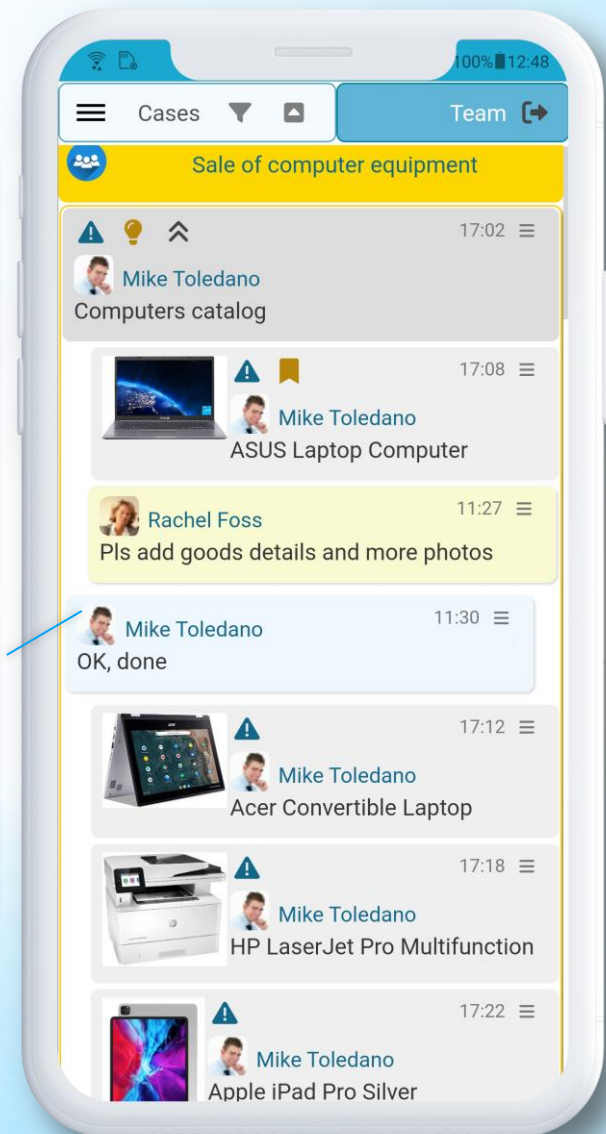 100% 12:48
Cases
Team
Sale of computer equipment
17:02
Mike Toledano
Computers catalog
17:08
Mike Toledano
ASUS Laptop Computer
11:27
Rachel Foss
Pls add goods details and more photos
11:30
Mike Toledano
OK, done
17:12
Mike Toledano
Acer Convertible Laptop
17:18
Mike Toledano
HP LaserJet Pro Multifunction
17:22
Mike Toledano
Apple iPad Pro Silver